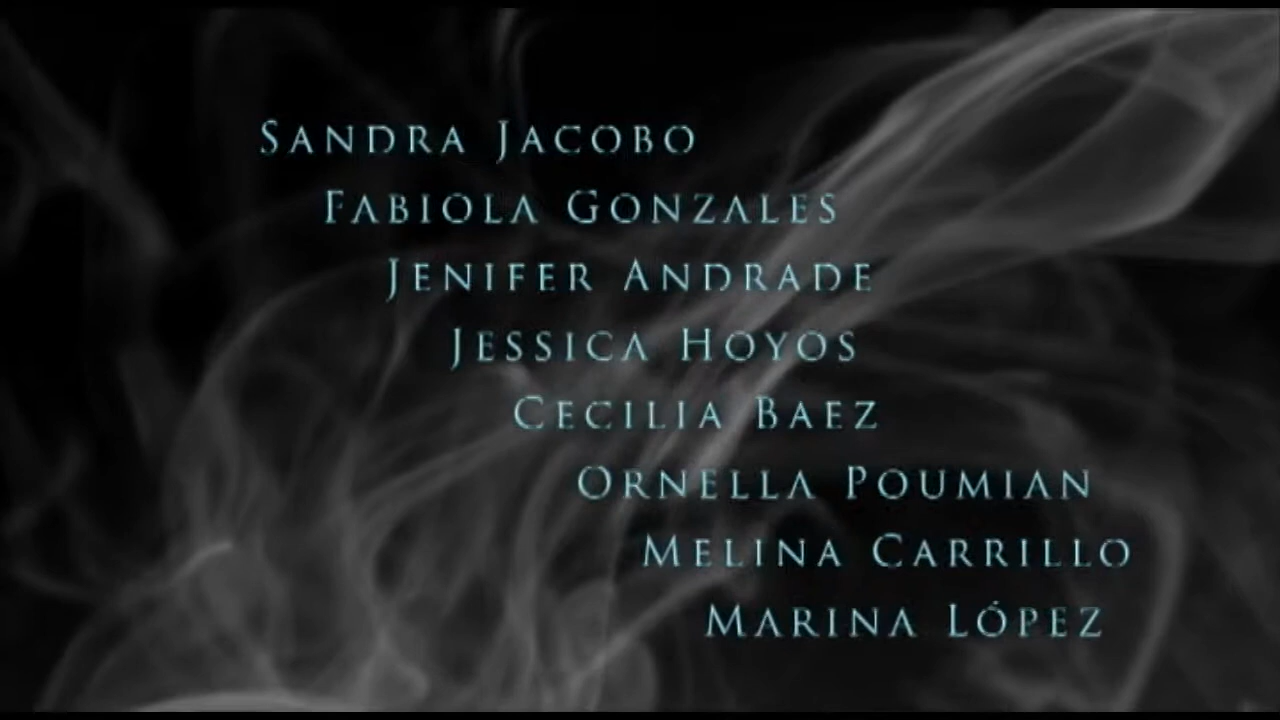 SANDRA JACOBO
FABIOLA GONZALES
JENIFER ANDRADE
JESSICA HOYOS
CECILIA BAEZ
ORNELLA POUMIAN
MELINA CARRILLO
MARINA LÓPEZ